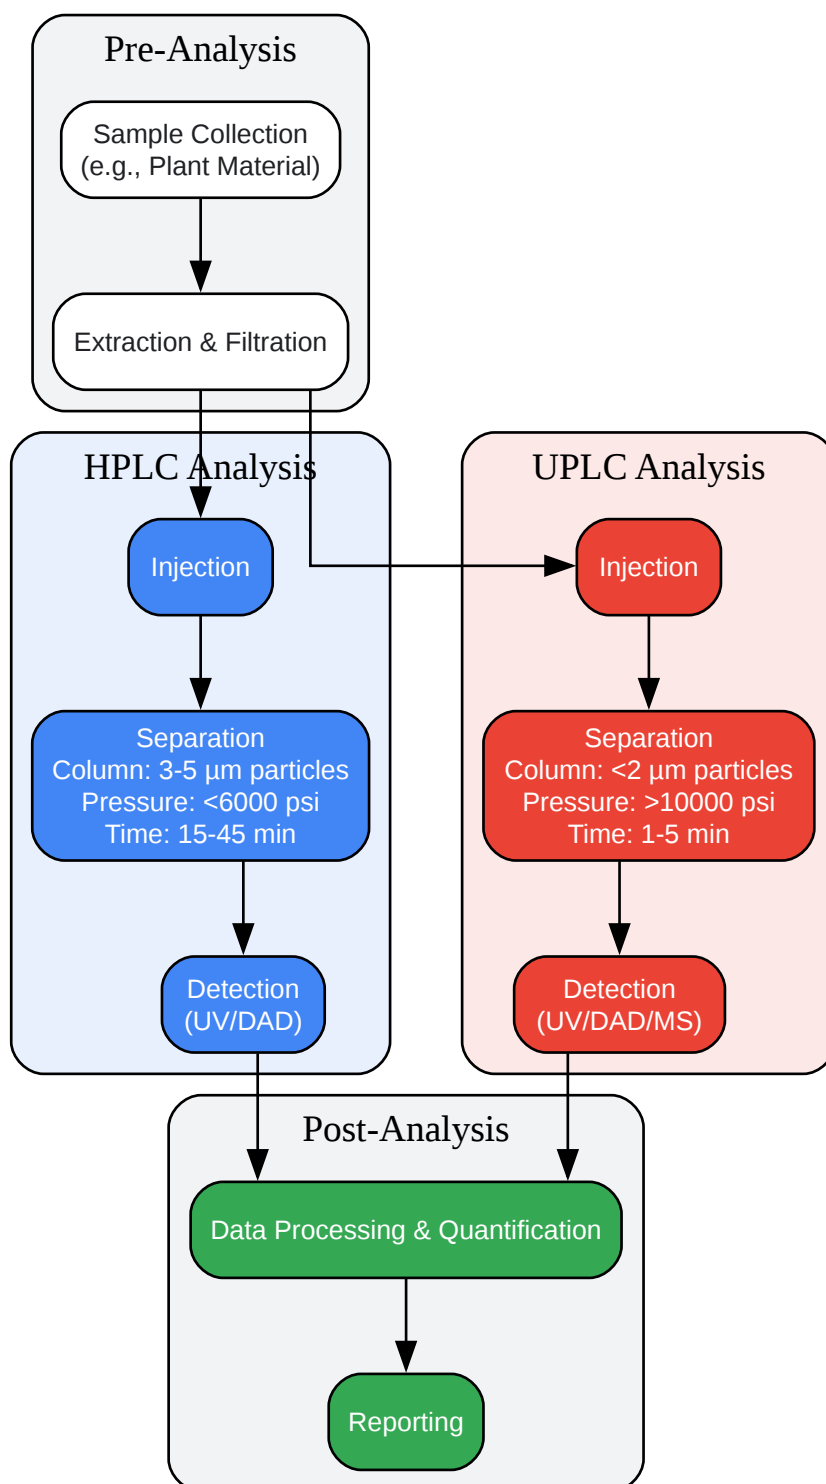 Pre-Analysis
Sample Collection
(e.g., Plant Material)
Extraction & Filtration
HPLC Analysis
Injection
Separation
Column: 3-5 µm particles
Pressure: <6000 psi
Time: 15-45 min
Detection
(UV/DAD)
UPLC Analysis
Injection
Separation
Column: <2 µm particles
Pressure: >10000 psi
Time: 1-5 min
Detection
(UV/DAD/MS)
Post-Analysis
Data Processing & Quantification
Reporting